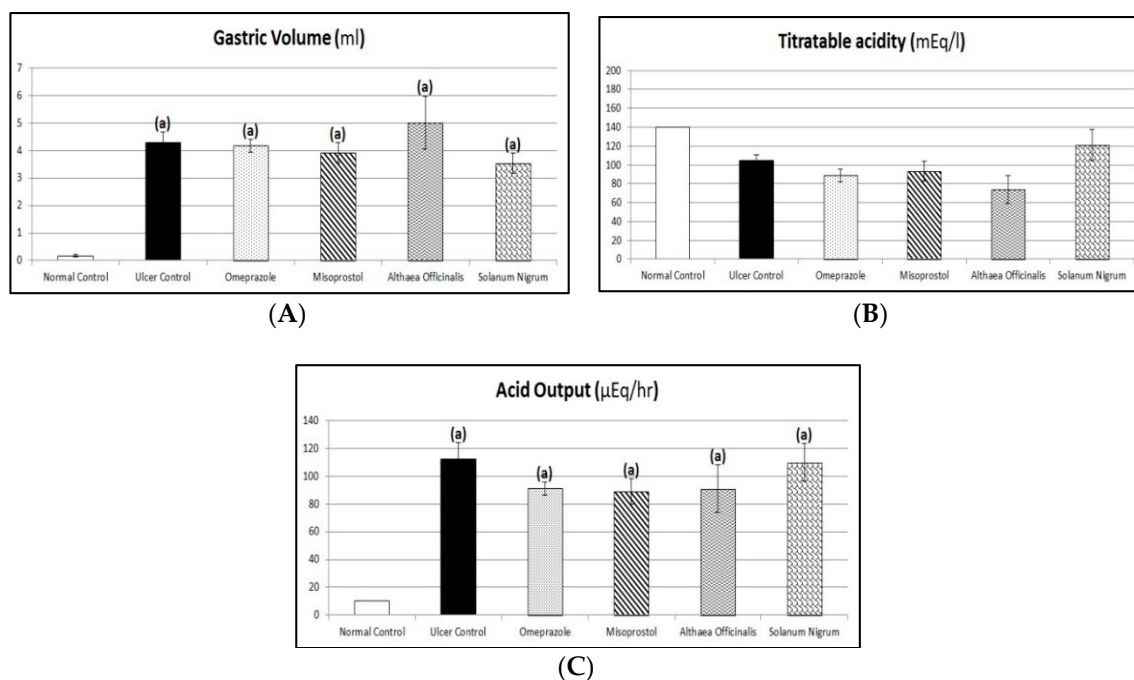 Gastric Volume (ml)
7
6
5
4
3
2
1
0
(a)
(a)
(a)
(a)
(a)
Normal Control Ulcer Control Omeprazole Misoprostol Althaea Officinalis Solanum Nigrum
(A)
Titratable acidity (mEq/l)
200
180
160
140
120
100
80
60
40
20
0
Normal Control Ulcer Control Omeprazole Misoprostol Althaea Officinalis Solanum Nigrum
(B)
Acid Output (µEq/hr)
140
120
100
80
60
40
20
0
(a)
(a)
(a)
(a)
(a)
Normal Control Ulcer Control Omeprazole Misoprostol Althaea Officinalis Solanum Nigrum
(C)